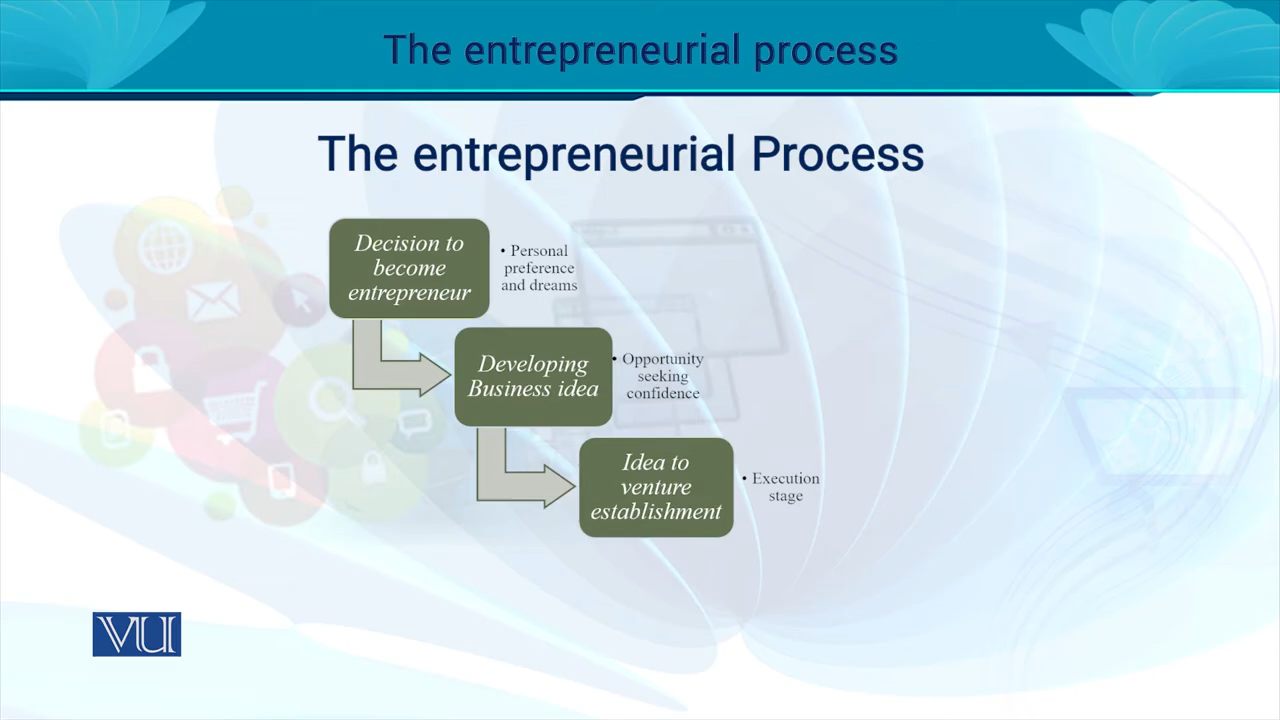 The entrepreneurial process
The entrepreneurial Process
Decision to
become
entrepreneur
• Personal
preference
and dreams
Developing
Business idea
• Opportunity
seeking
confidence
Idea to
venture
establishment
• Execution
stage
VU